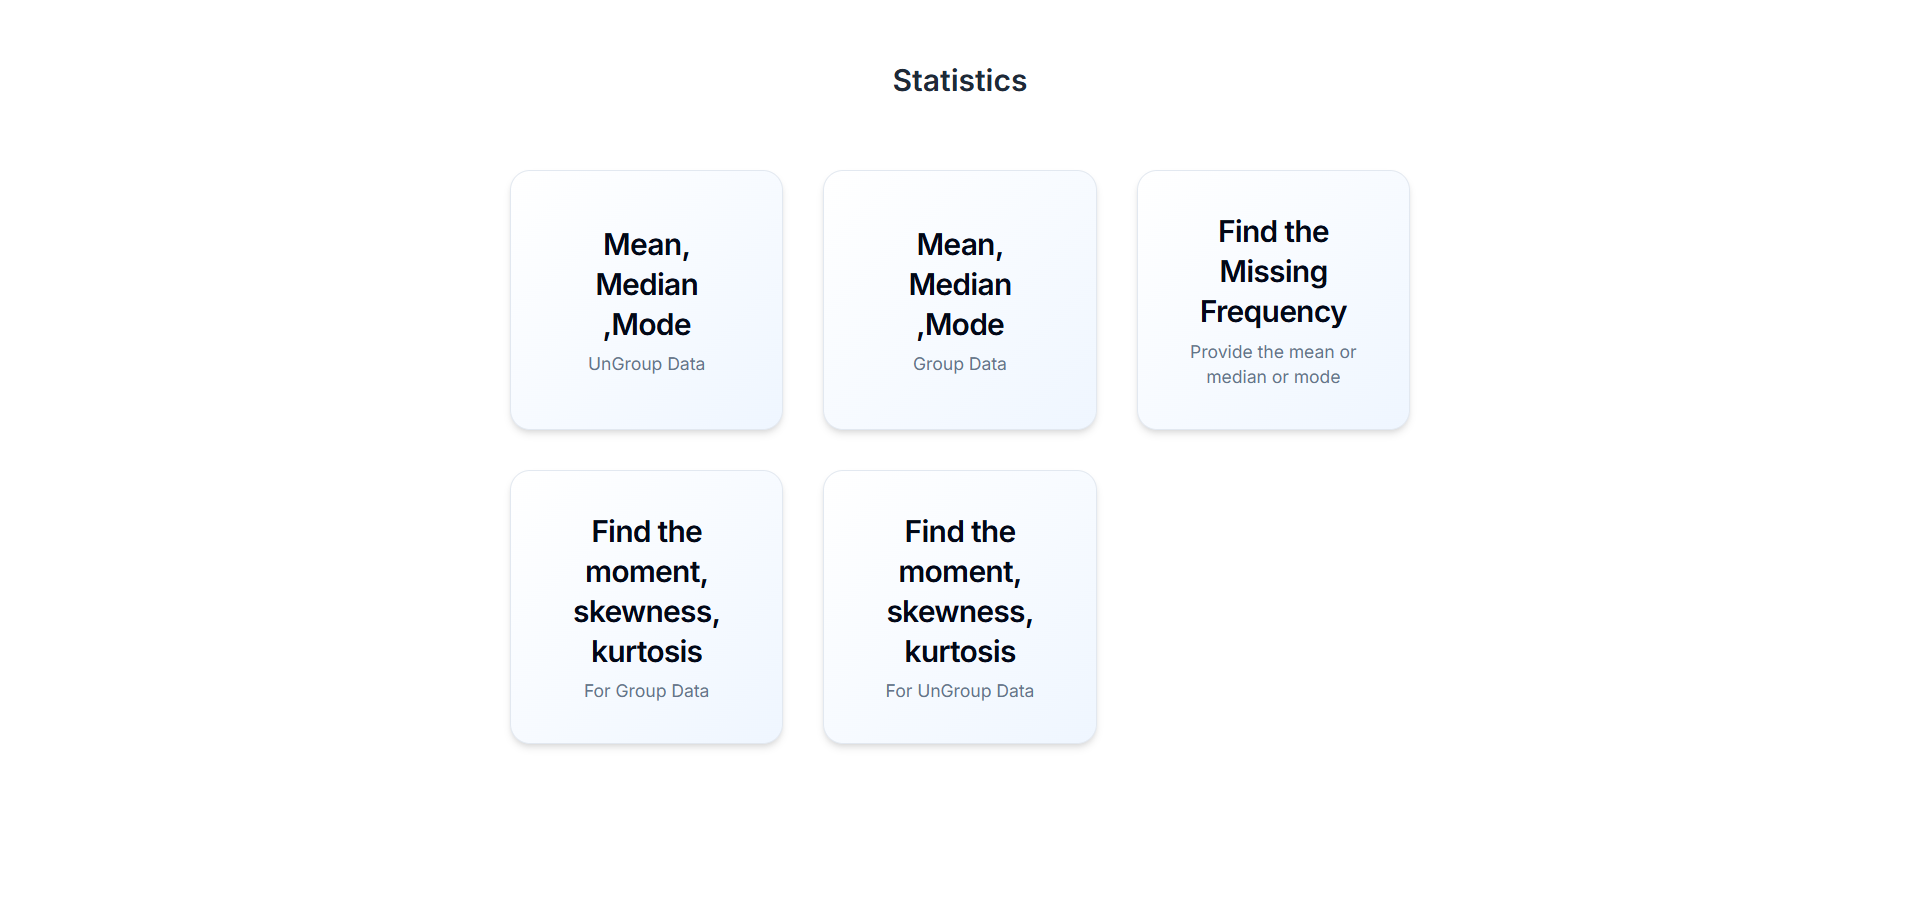 Statistics
Mean,
Median
,Mode
UnGroup Data
Mean,
Median
,Mode
Group Data
Find the
Missing
Frequency
Provide the mean or
median or mode
Find the
moment,
skewness,
kurtosis
For Group Data
Find the
moment,
skewness,
kurtosis
For UnGroup Data